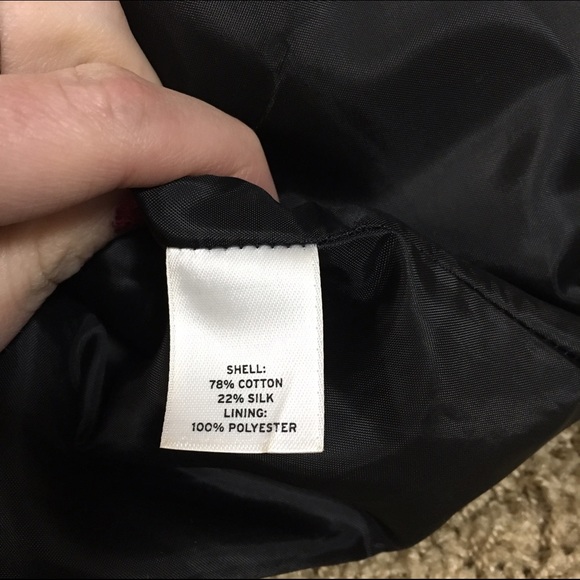 SHELL:
78% COTTON
22% SILK
LINING:
100% POLYESTER